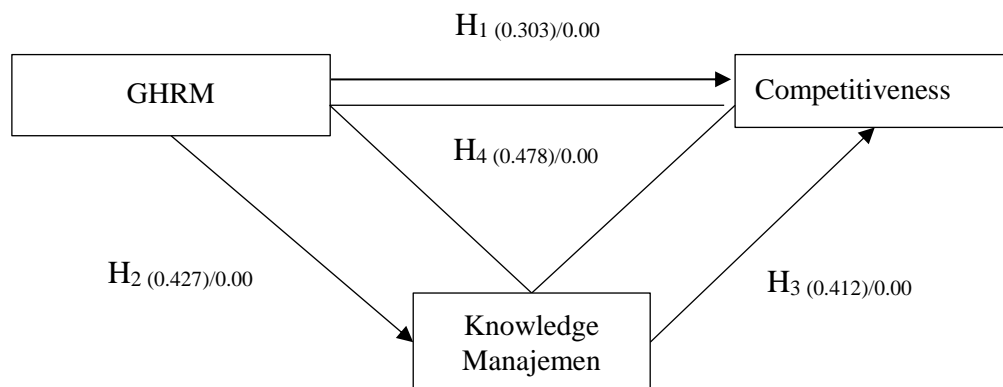 H1 (0.303)/0.00
GHRM
Competitiveness
H4 (0.478)/0.00
H2 (0.427)/0.00
H3 (0.412)/0.00
Knowledge
Manajemen